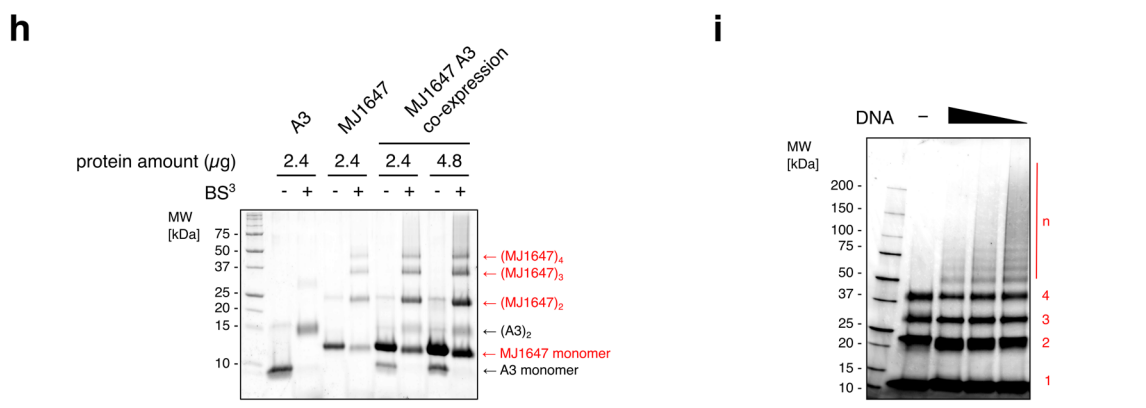 h
A3
MJ1647
MJ1647 A3
co-expression
protein amount (µg)
2.4 2.4 2.4 4.8
BS³ - + - + - + - +
MW
[kDa]
75 -
50 -
37 -
25 -
20 -
15 -
10 -
← (MJ1647)₄
← (MJ1647)₃
← (MJ1647)₂
← (A3)₂
← MJ1647 monomer
← A3 monomer
i
DNA –
MW
[kDa]
200 -
150 -
100 -
75 -
50 -
37 -
25 -
20 -
15 -
10 -
n
4
3
2
1